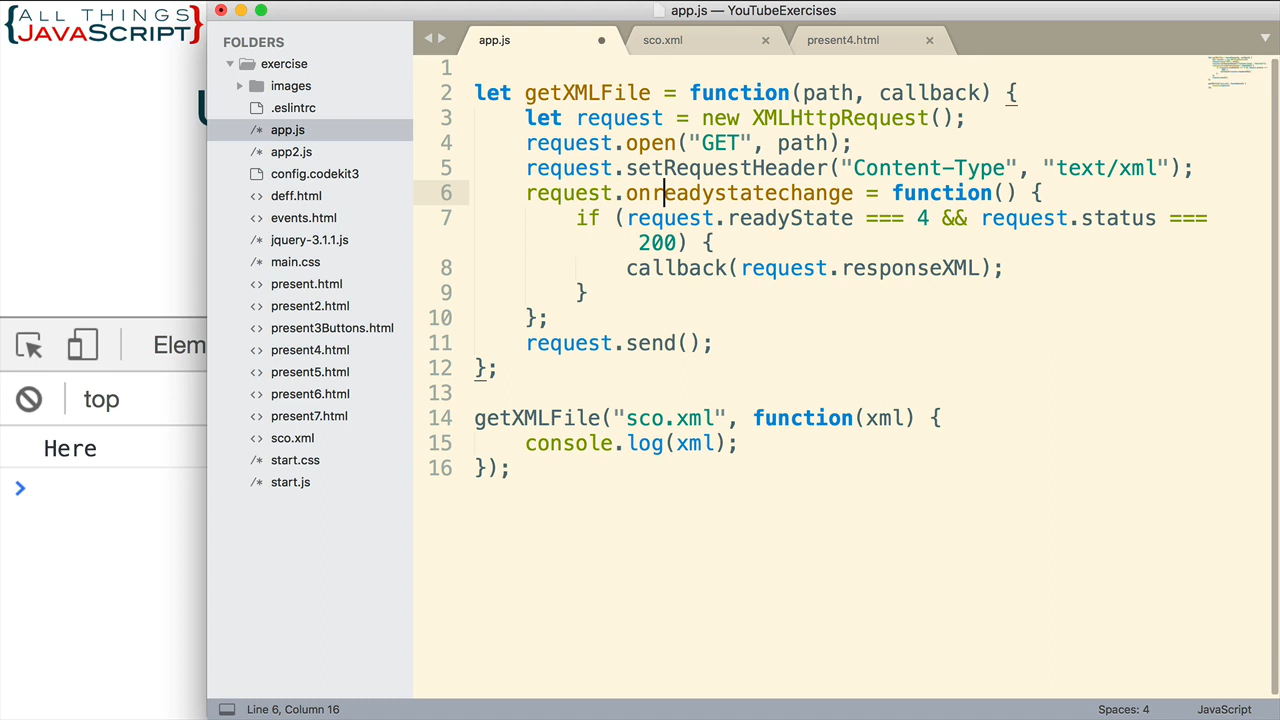 ALL THINGS
JAVASCRIPT
app.js — YouTubeExercises
FOLDERS
exercise
images
.eslintrc
app.js
app2.js
config.codekit3
deff.html
events.html
jquery-3.1.1.js
main.css
present.html
present2.html
present3Buttons.html
present4.html
present5.html
present6.html
present7.html
sco.xml
start.css
start.js
app.js
sco.xml
present4.html
1
2 let getXMLFile = function(path, callback) {
3 let request = new XMLHttpRequest();
4 request.open("GET", path);
5 request.setRequestHeader("Content-Type", "text/xml");
6 request.onreadystatechange = function() {
7 if (request.readyState === 4 && request.status ===
200) {
8 callback(request.responseXML);
9 }
10 };
11 request.send();
12 };
13
14 getXMLFile("sco.xml", function(xml) {
15 console.log(xml);
16 });
Elem
top
Here
Line 6, Column 16
Spaces: 4
JavaScript